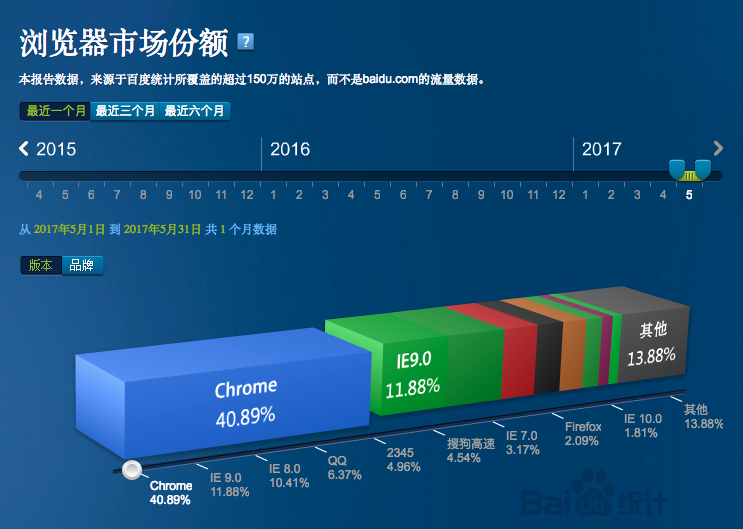 浏览器市场份额 ?
本报告数据，来源于百度统计所覆盖的超过150万的站点，而不是baidu.com的流量数据。
最近一个月 最近三个月 最近六个月
2015 2016 2017
4 5 6 7 8 9 10 11 12 1 2 3 4 5 6 7 8 9 10 11 12 1 2 3 4 5
从 2017年5月1日 到 2017年5月31日 共 1 个月数据
版本 品牌
其他
13.88%
IE9.0
11.88%
Chrome
40.89%
Chrome
40.89%
IE 9.0
11.88%
IE 8.0
10.41%
QQ
6.37%
2345
4.96%
搜狗高速
4.54%
IE 7.0
3.17%
Firefox
2.09%
IE 10.0
1.81%
其他
13.88%
Bai du 统计